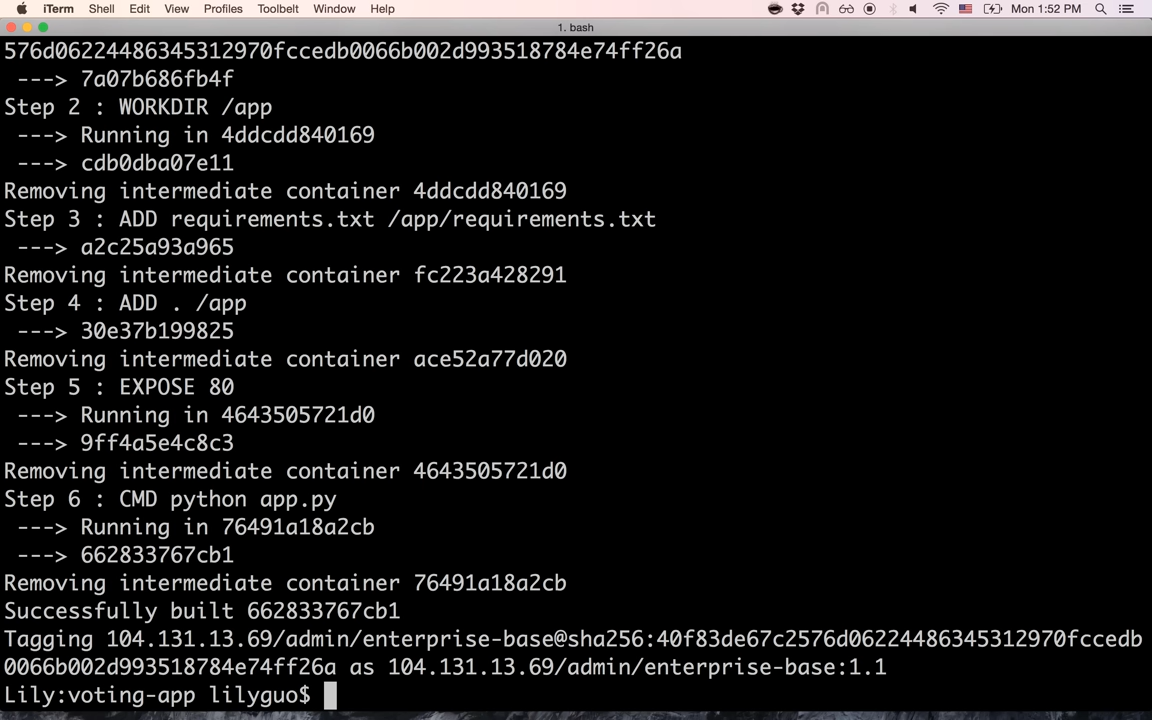 iTerm Shell Edit View Profiles Toolbelt Window Help Mon 1:52 PM
1. bash
576d06224486345312970fccedb0066b002d993518784e74ff26a
---> 7a07b686fb4f
Step 2 : WORKDIR /app
---> Running in 4ddcdd840169
---> cdb0dba07e11
Removing intermediate container 4ddcdd840169
Step 3 : ADD requirements.txt /app/requirements.txt
---> a2c25a93a965
Removing intermediate container fc223a428291
Step 4 : ADD . /app
---> 30e37b199825
Removing intermediate container ace52a77d020
Step 5 : EXPOSE 80
---> Running in 4643505721d0
---> 9ff4a5e4c8c3
Removing intermediate container 4643505721d0
Step 6 : CMD python app.py
---> Running in 76491a18a2cb
---> 662833767cb1
Removing intermediate container 76491a18a2cb
Successfully built 662833767cb1
Tagging 104.131.13.69/admin/enterprise-base@sha256:40f83de67c2576d06224486345312970fccedb
0066b002d993518784e74ff26a as 104.131.13.69/admin/enterprise-base:1.1
Lily:voting-app lilyguo$